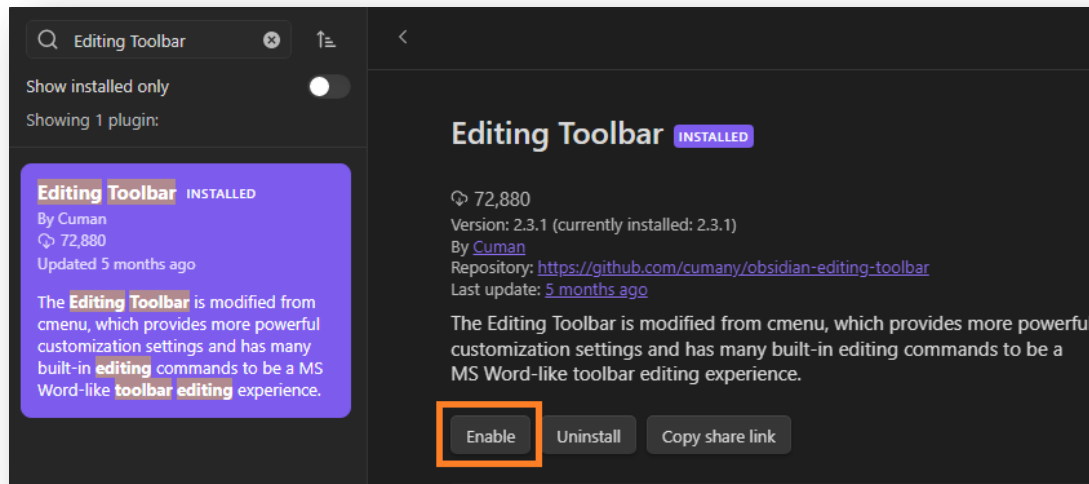 Editing Toolbar
Show installed only
Showing 1 plugin:
Editing Toolbar INSTALLED
By Cuman
72,880
Updated 5 months ago
The Editing Toolbar is modified from
cmenu, which provides more powerful
customization settings and has many
built-in editing commands to be a MS
Word-like toolbar editing experience.
Editing Toolbar INSTALLED
72,880
Version: 2.3.1 (currently installed: 2.3.1)
By Cuman
Repository: https://github.com/cumany/obsidian-editing-toolbar
Last update: 5 months ago
The Editing Toolbar is modified from cmenu, which provides more powerfu
customization settings and has many built-in editing commands to be a
MS Word-like toolbar editing experience.
Enable Uninstall Copy share link